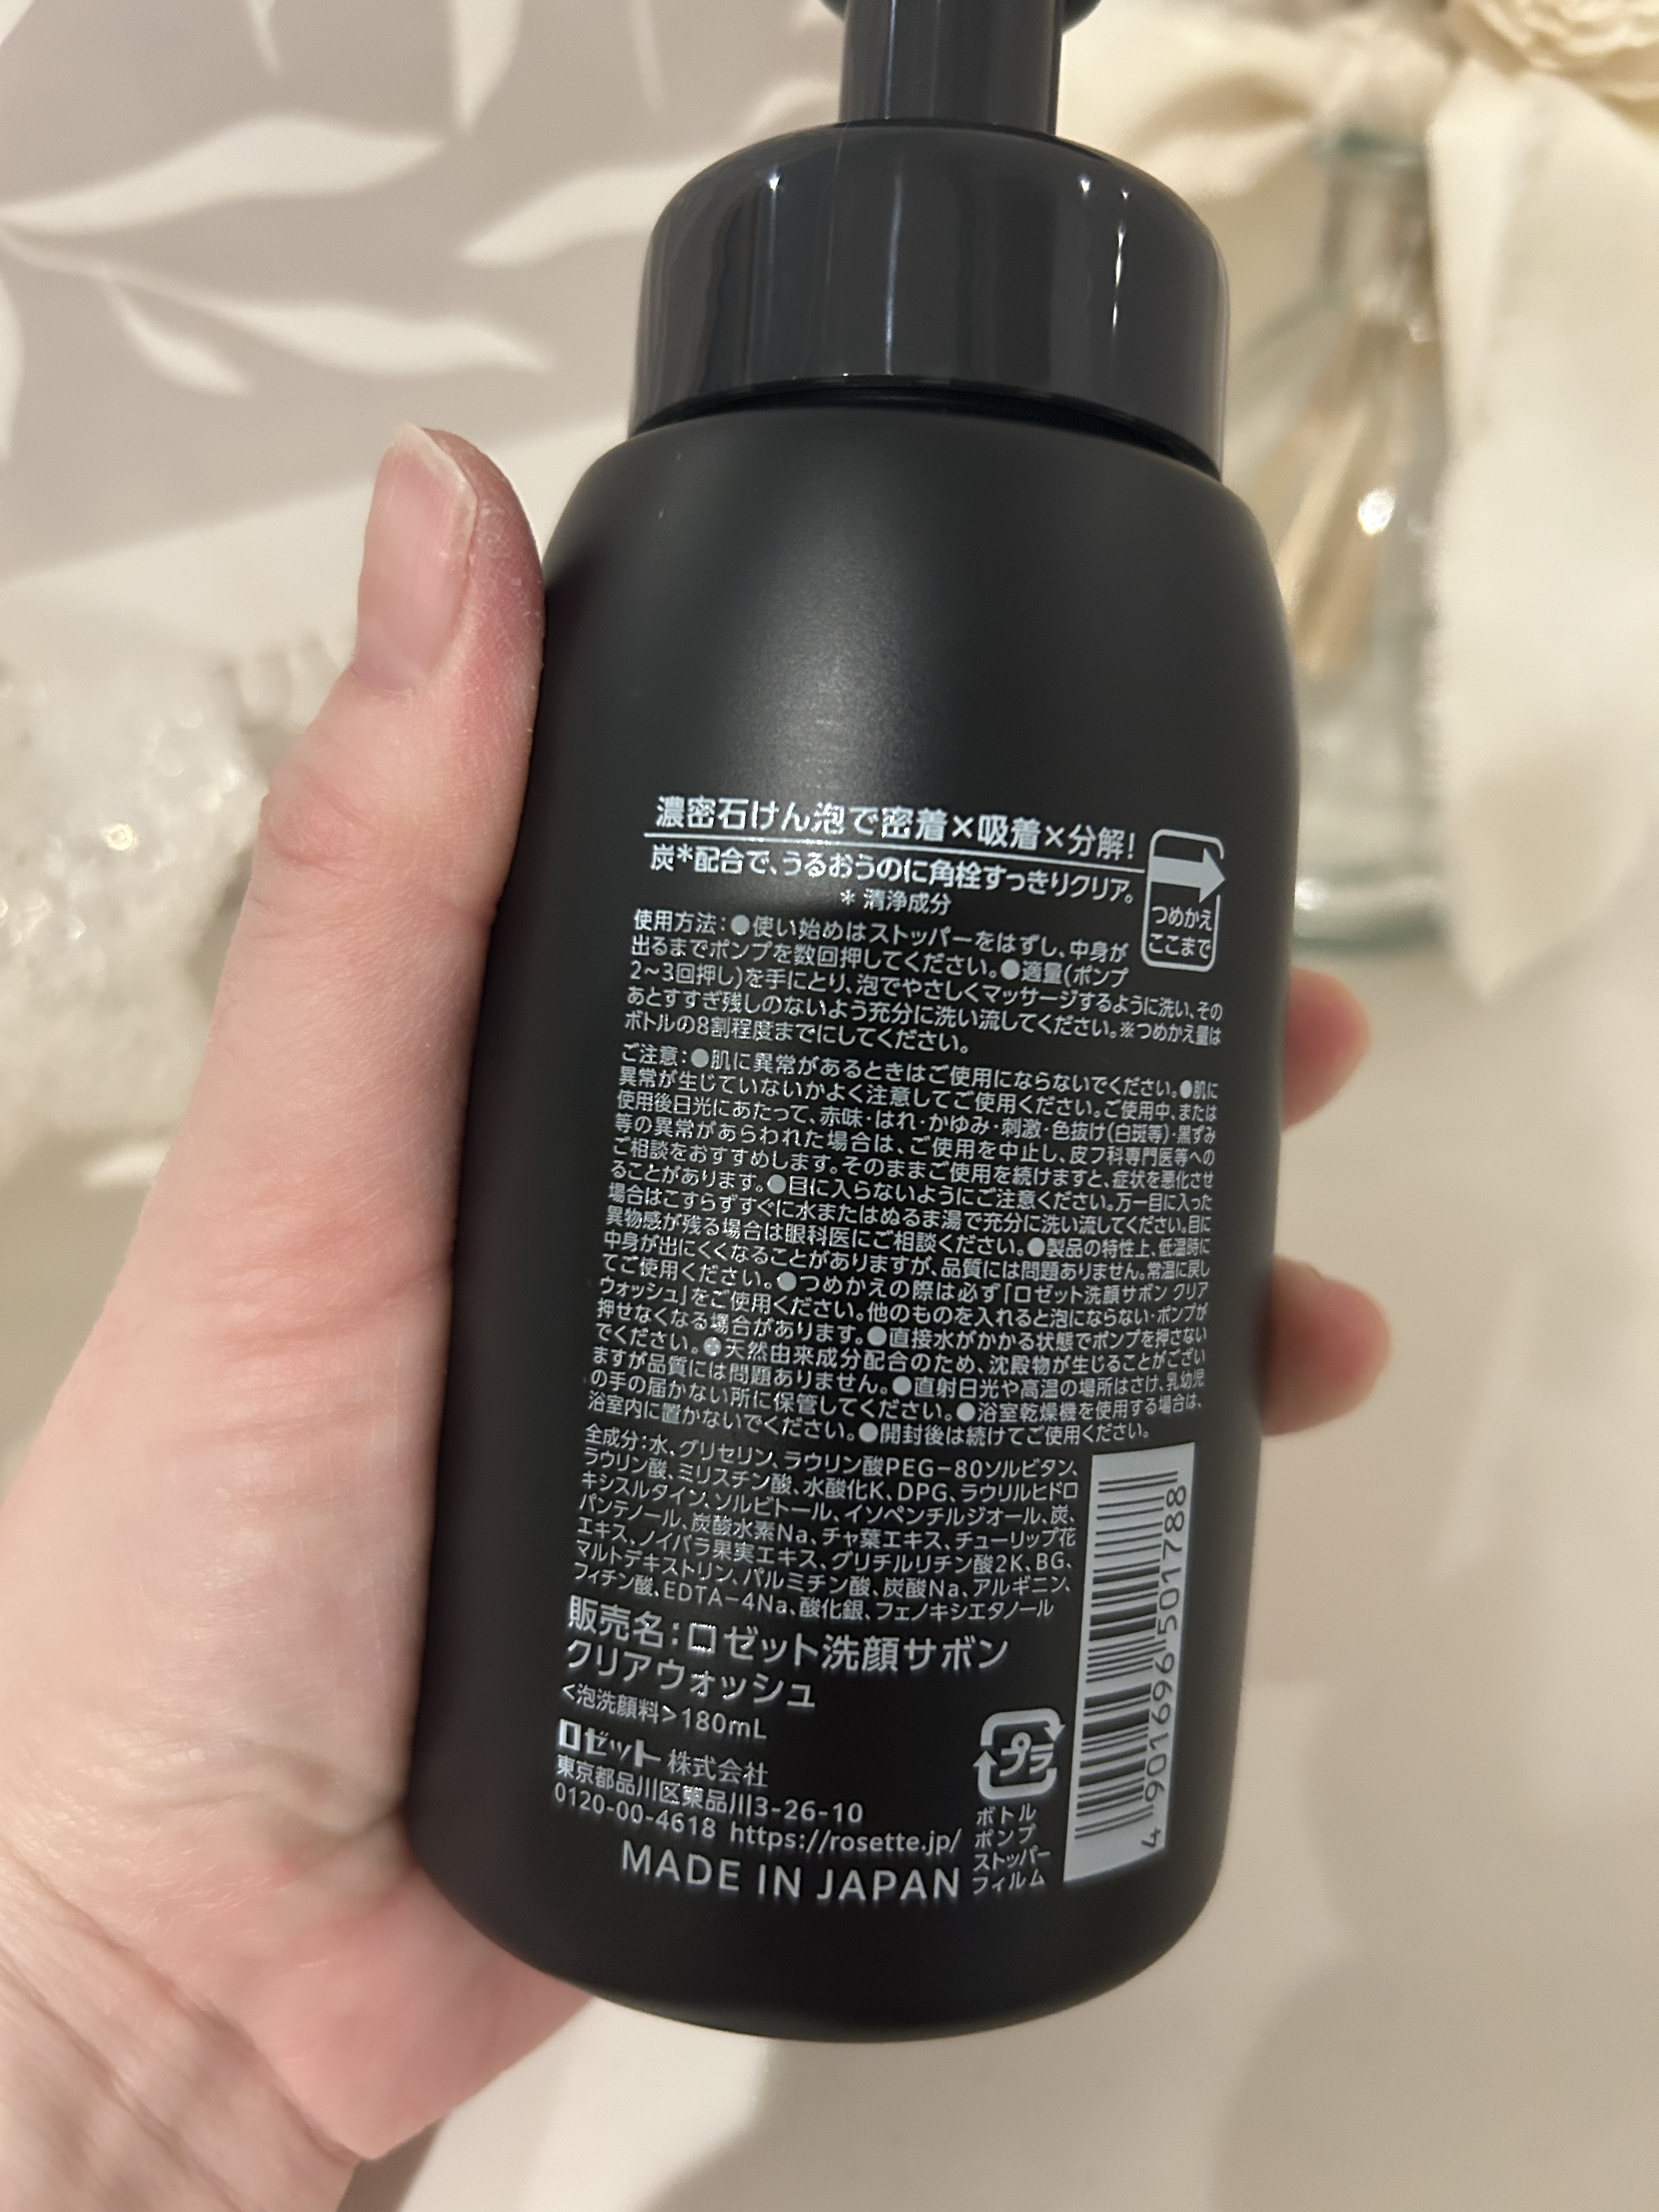 濃密石けん泡で密着×吸着×分解!
炭*配合で、うるおうのに角栓すっきりクリア。
* 清浄成分
つめかえ
ここまで
使用方法:●使い始めはストッパーをはずし、中身が
出るまでポンプを数回押してください。●適量(ポンプ
2~3回押し)を手にとり、泡でやさしくマッサージするように洗い、その
あとすすぎ残しのないよう充分に洗い流してください。※つめかえ量は
ボトルの8割程度までにしてください。
ご注意:●肌に異常があるときはご使用にならないでください。●肌に
異常が生じていないかよく注意してご使用ください。ご使用中、または
使用後日光にあたって、赤味・はれ・かゆみ・刺激・色抜け(白斑等)・黒ずみ
等の異常があらわれた場合は、ご使用を中止し、皮フ科専門医等への
ご相談をおすすめします。そのままご使用を続けますと、症状を悪化させ
ることがあります。●目に入らないようにご注意ください。万一目に入った
場合はこすらずすぐに水またはぬるま湯で充分に洗い流してください。目に
異物感が残る場合は眼科医にご相談ください。●製品の特性上、低温時に
中身が出にくくなることがありますが、品質には問題ありません。常温に戻し
てご使用ください。●つめかえの際は必ず「ロゼット洗顔サボン クリア
ウォッシュ」をご使用ください。他のものを入れると泡にならない・ポンプが
押せなくなる場合があります。●直接水がかかる状態でポンプを押さない
でください。●天然由来成分配合のため、沈殿物が生じることがござい
ますが品質には問題ありません。●直射日光や高温の場所はさけ、乳幼児
の手の届かない所に保管してください。●浴室乾燥機を使用する場合は、
浴室内に置かないでください。●開封後は続けてご使用ください。
全成分:水、グリセリン、ラウリン酸PEG-80ソルビタン、
ラウリン酸、ミリスチン酸、水酸化K、DPG、ラウリルヒドロ
キシスルタイン、ソルビトール、イソペンチルジオール、炭、
パンテノール、炭酸水素Na、チャ葉エキス、チューリップ花
エキス、ノイバラ果実エキス、グリチルリチン酸2K、BG、
マルトデキストリン、パルミチン酸、炭酸Na、アルギニン、
フィチン酸、EDTA-4Na、酸化銀、フェノキシエタノール
販売名:ロゼット洗顔サボン
クリアウォッシュ
<泡洗顔料>180mL
ロゼット 株式会社
東京都品川区東品川3-26-10
0120-00-4618 https://rosette.jp/
MADE IN JAPAN
プラ
ボトル
ポンプ
ストッパー
フィルム
4 901696 501788